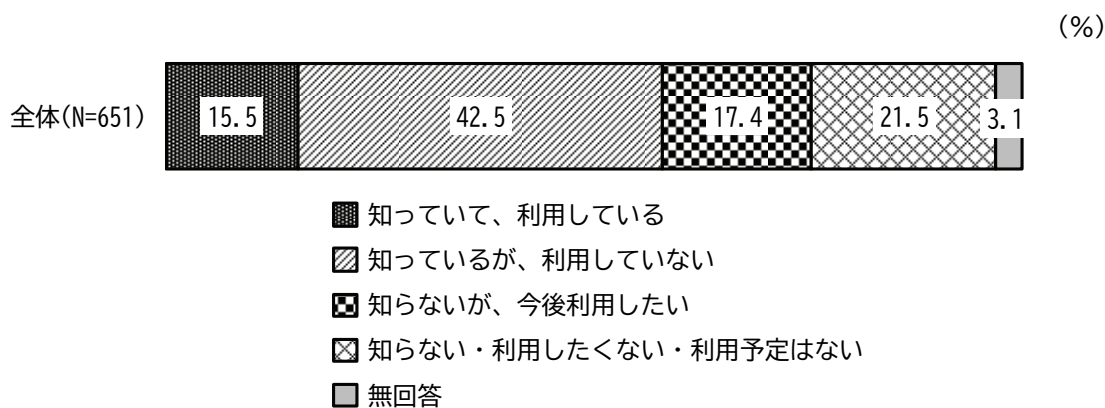 (%)
全体(N=651) 15.5 42.5 17.4 21.5 3.1
知っていて、利用している
知っているが、利用していない
知らないが、今後利用したい
知らない・利用したくない・利用予定はない
無回答